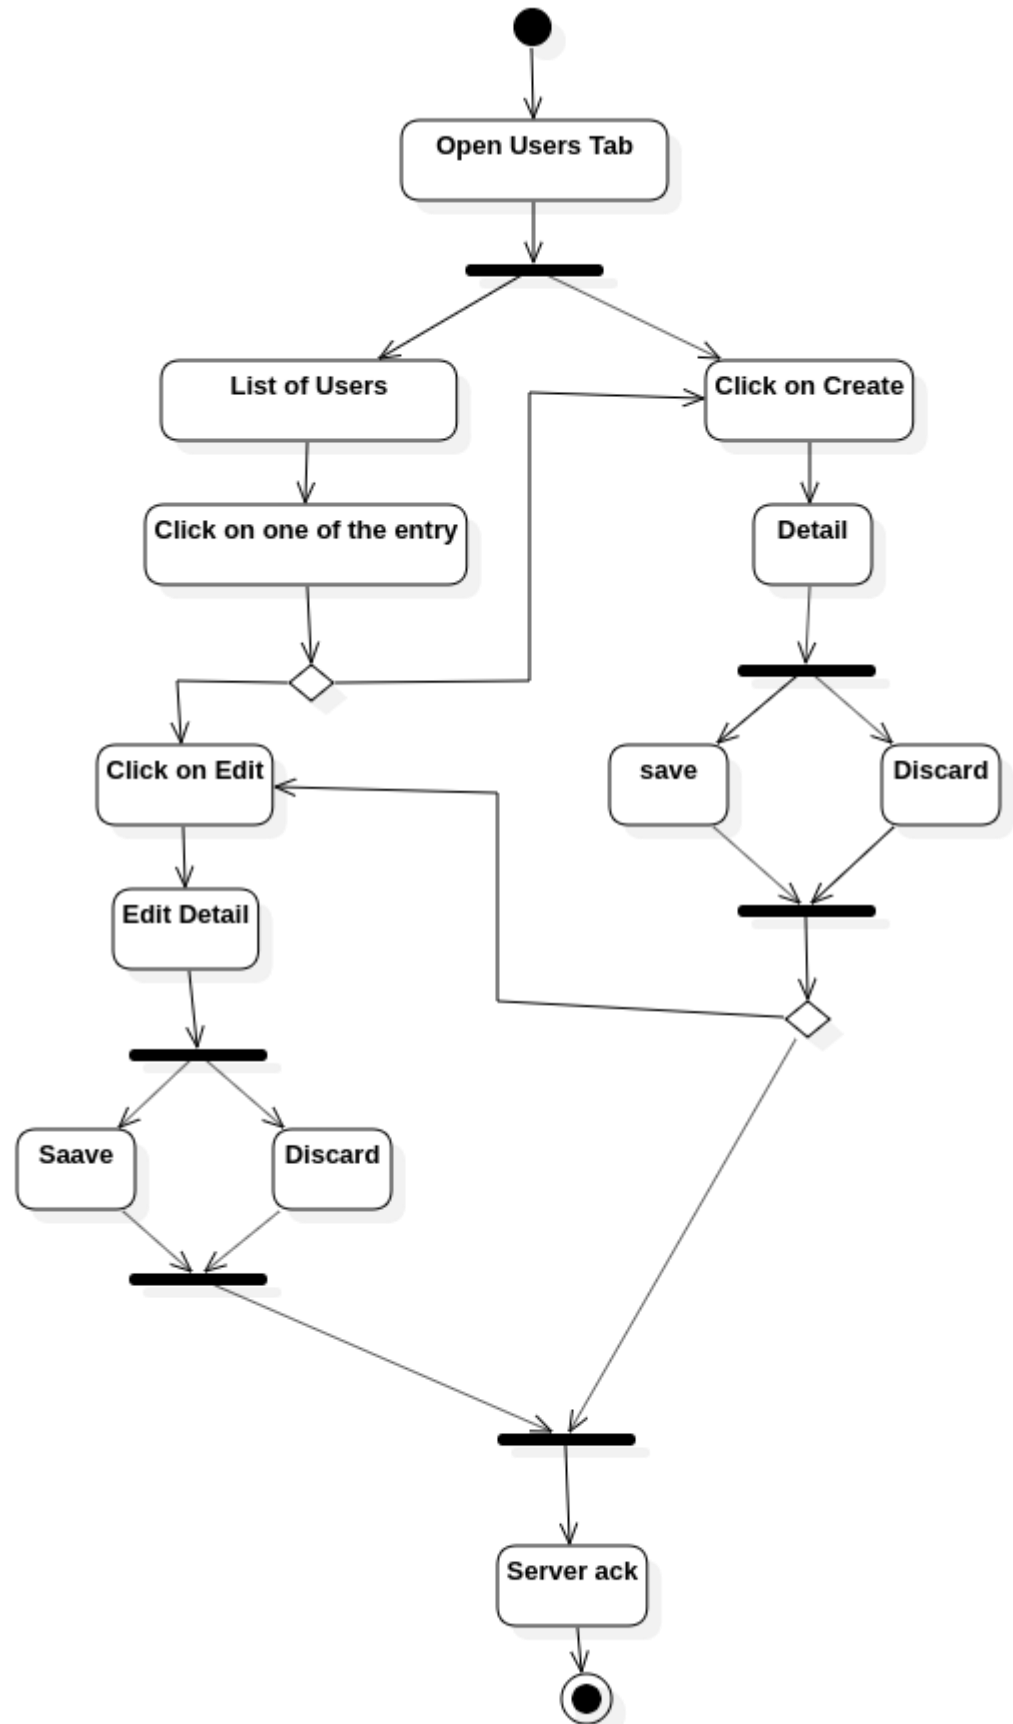 Open Users Tab
List of Users
Click on Create
Click on one of the entry
Detail
Click on Edit
save
Discard
Edit Detail
Saave
Discard
Server ack